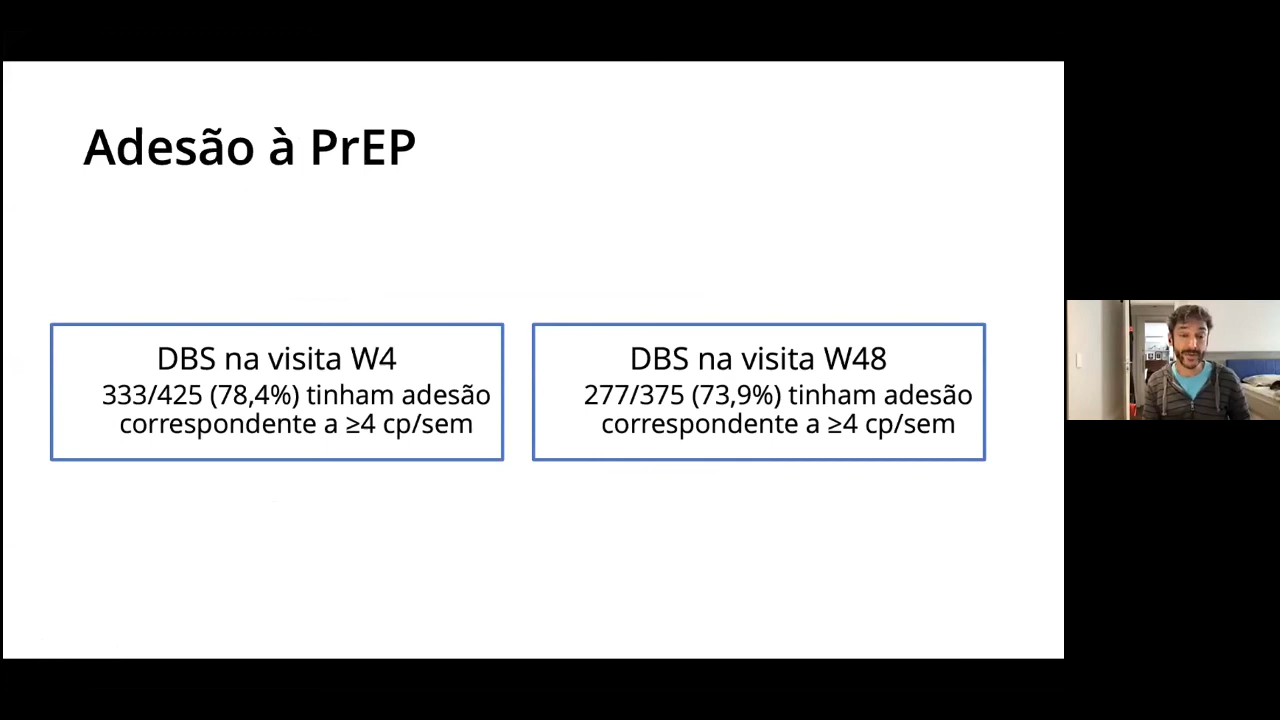 Adesão à PrEP
DBS na visita W4
333/425 (78,4%) tinham adesão
correspondente a ≥4 cp/sem
DBS na visita W48
277/375 (73,9%) tinham adesão
correspondente a ≥4 cp/sem